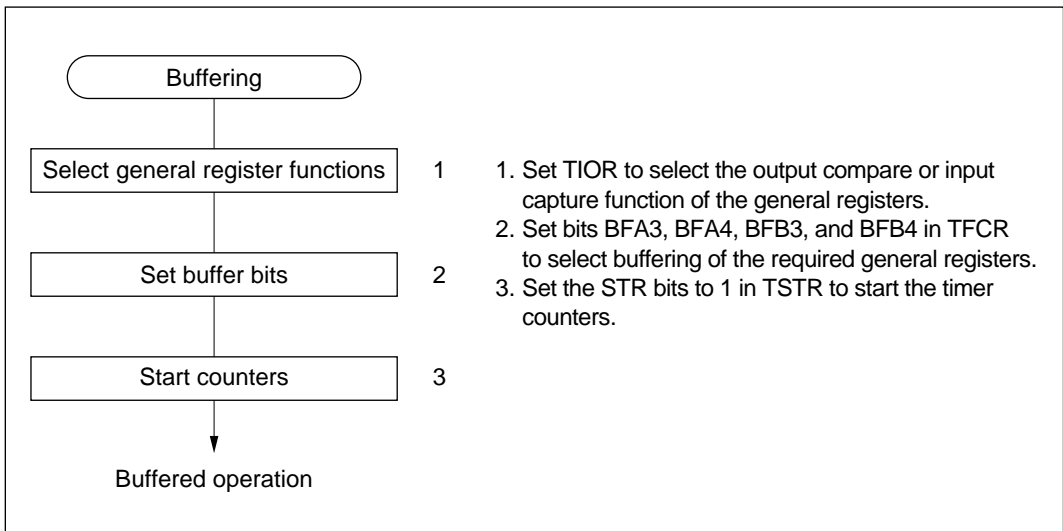 Buffering
Select general register functions 1
Set buffer bits 2
Start counters 3
Buffered operation
1. Set TIOR to select the output compare or input
capture function of the general registers.
2. Set bits BFA3, BFA4, BFB3, and BFB4 in TFCR
to select buffering of the required general registers.
3. Set the STR bits to 1 in TSTR to start the timer
counters.